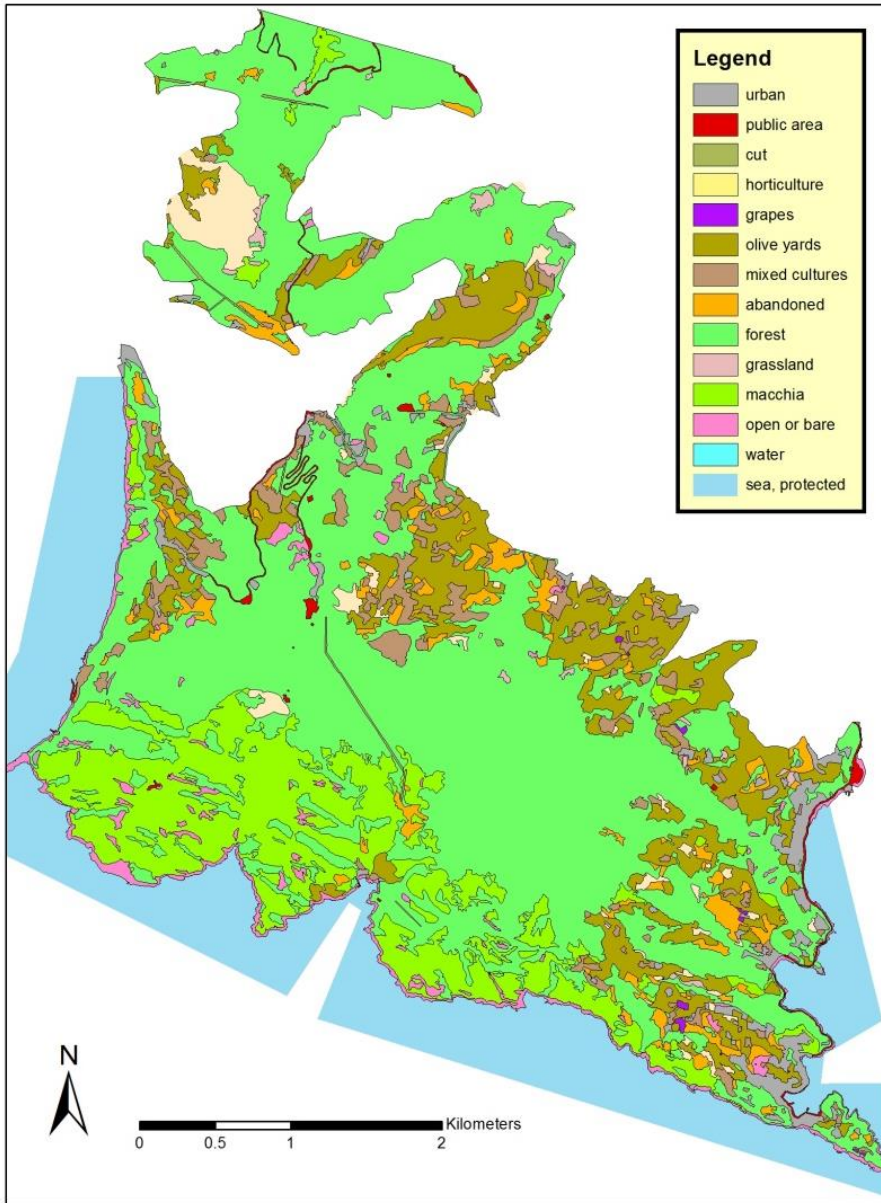 Legend
urban
public area
cut
horticulture
grapes
olive yards
mixed cultures
abandoned
forest
grassland
macchia
open or bare
water
sea, protected
N
Kilometers
0 0.5 1 2